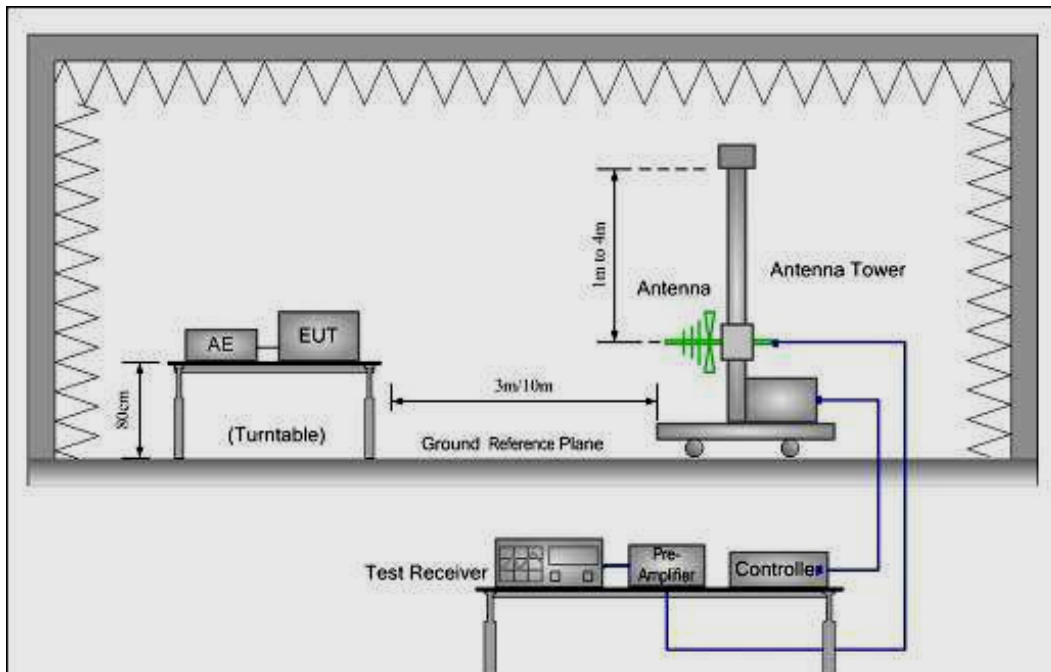 1m to 4m
Antenna Tower
Antenna
AE
EUT
3m/10m
80cm
(Turntable)
Ground Reference Plane
Test Receiver
Pre-
Amplifier
Controller